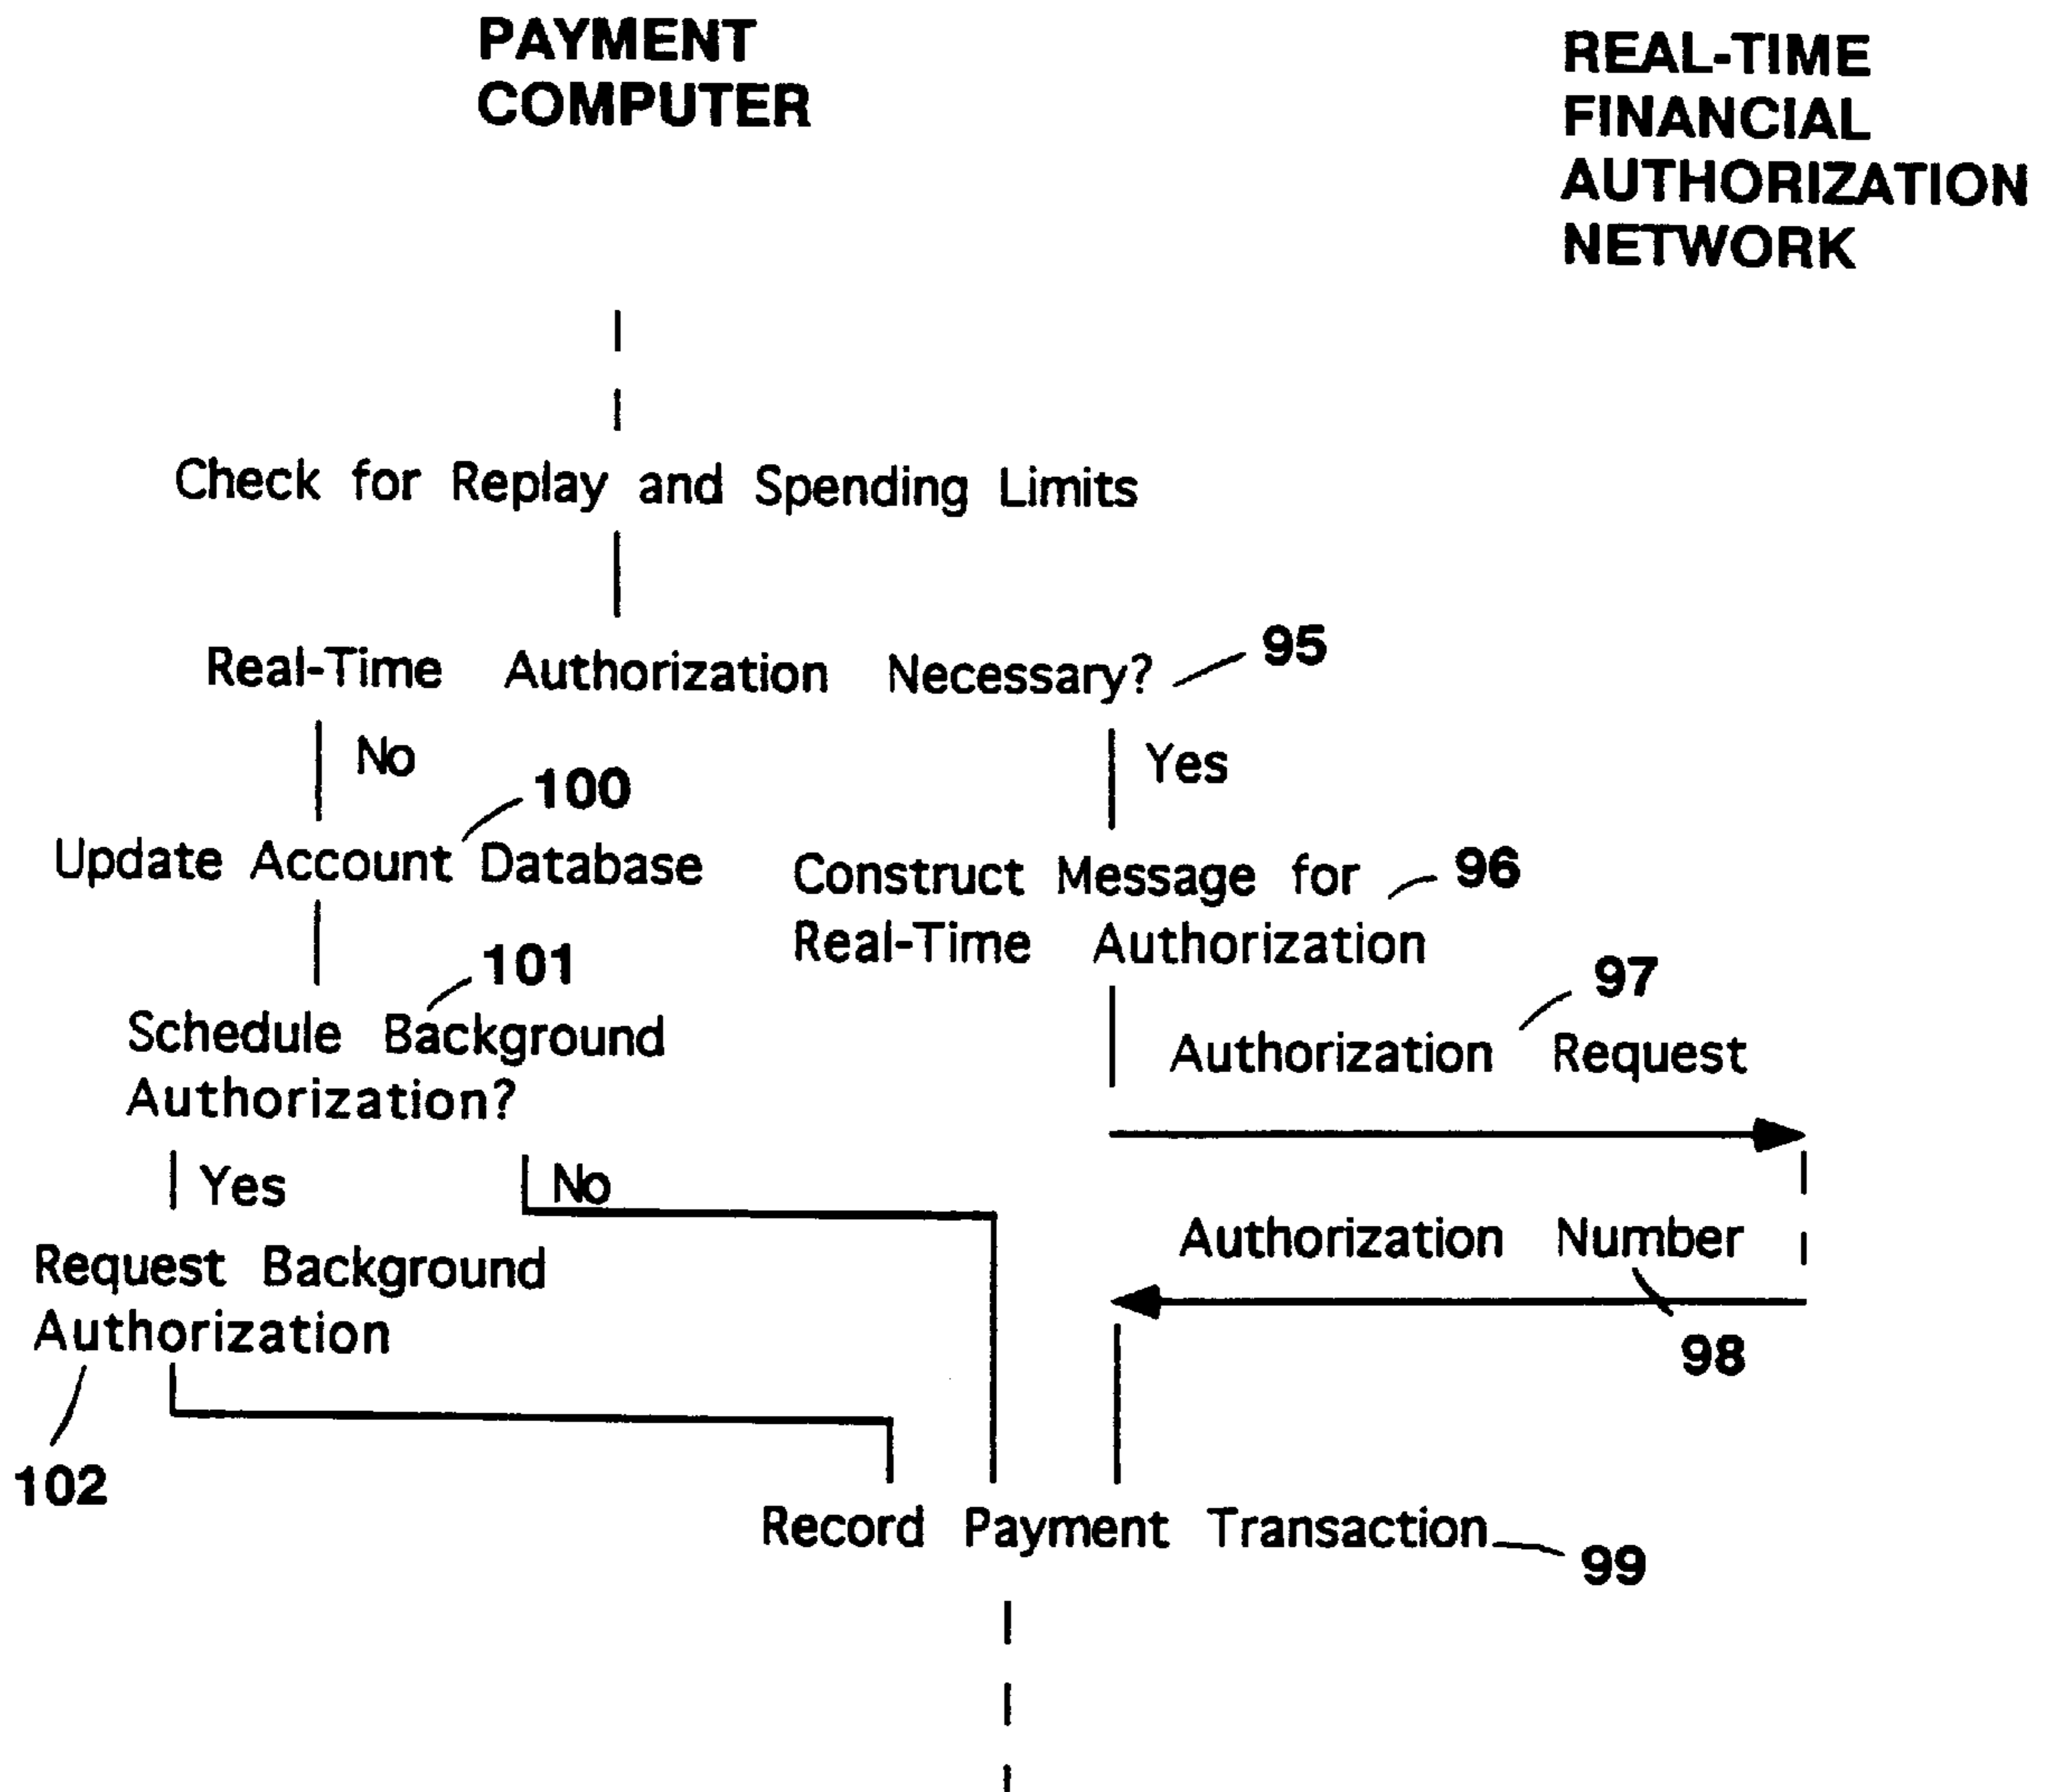 PAYMENT
COMPUTER
REAL-TIME
FINANCIAL
AUTHORIZATION
NETWORK
Check for Replay and Spending Limits
Real-Time Authorization Necessary?
95
No
Yes
100
Update Account Database
Construct Message for
Real-Time Authorization
96
101
Schedule Background
Authorization?
97
Authorization Request
Yes
No
Authorization Number
98
Request Background
Authorization
102
Record Payment Transaction
99